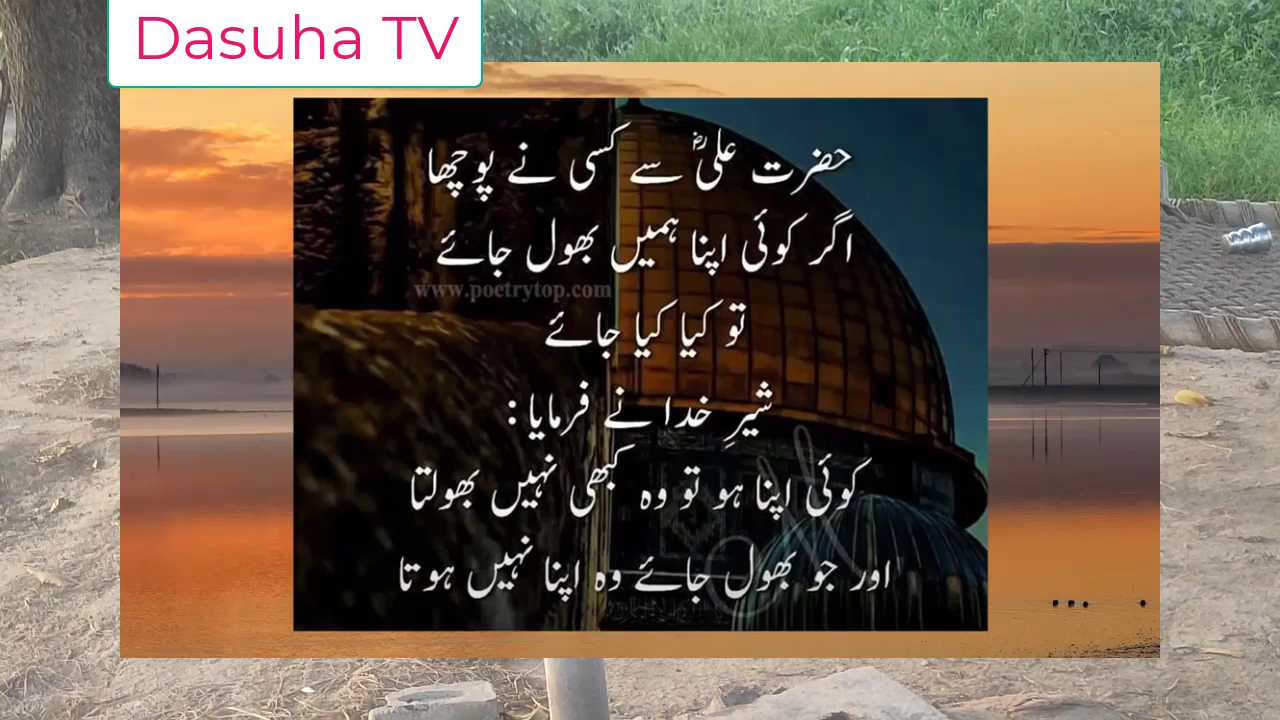 Dasuha TV
حضرت علیؓ سے کسی نے پوچھا
اگر کوئی اپنا ہمیں بھول جائے
www.poetrytop.com
تو کیا کیا جائے
شیرِ خدا نے فرمایا :
کوئی اپنا ہو تو وہ کبھی نہیں بھولتا
اور جو بھول جائے وہ اپنا نہیں ہوتا